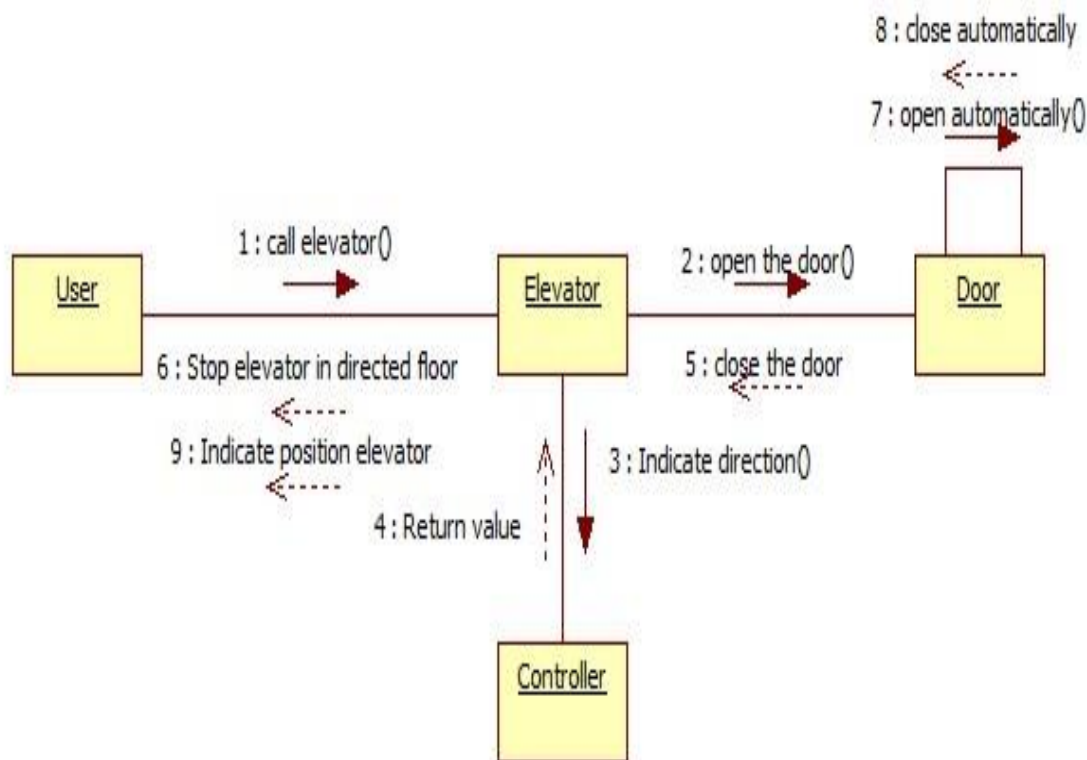 8 : close automatically
7 : open automatically()
1 : call elevator()
2 : open the door()
User
Elevator
Door
6 : Stop elevator in directed floor
5 : close the door
9 : Indicate position elevator
3 : Indicate direction()
4 : Return value
Controller